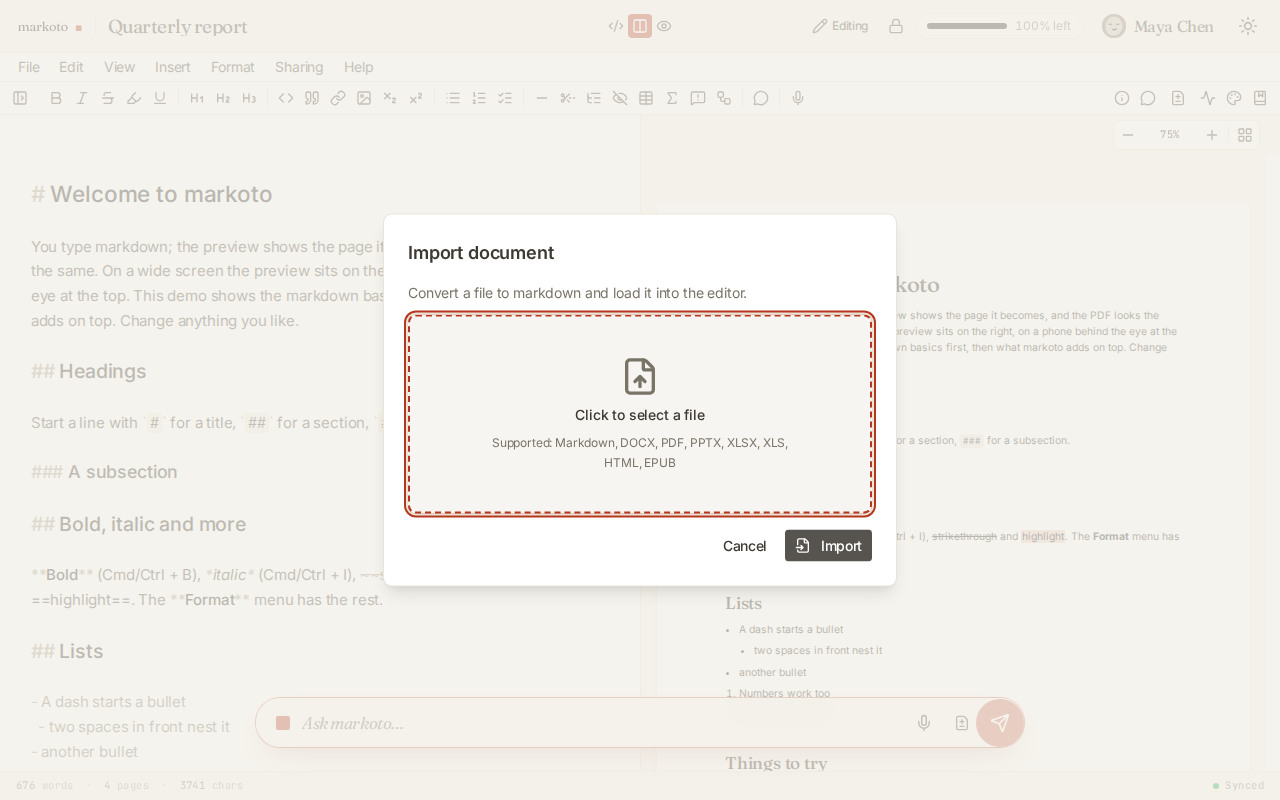 markoto
Quarterly report
Editing
100% left
Maya Chen
File Edit View Insert Format Sharing Help
B I S U H1 H2 H3
75%
# Welcome to markoto
You type markdown; the preview shows the page it
the same. On a wide screen the preview sits on the
eye at the top. This demo shows the markdown bas
adds on top. Change anything you like.
## Headings
Start a line with `#` for a title, `##` for a section,
### A subsection
## Bold, italic and more
**Bold** (Cmd/Ctrl + B), *italic* (Cmd/Ctrl + I),
==highlight==. The **Format** menu has the rest.
## Lists
- A dash starts a bullet
- two spaces in front nest it
- another bullet
Import document
Convert a file to markdown and load it into the editor.
Click to select a file
Supported: Markdown, DOCX, PDF, PPTX, XLSX, XLS,
HTML, EPUB
Cancel
Import
koto
w shows the page it becomes, and the PDF looks the
review sits on the right, on a phone behind the eye at the
wn basics first, then what markoto adds on top. Change
or a section, ### for a subsection.
trl + I), strikethrough and highlight. The Format menu has
Lists
• A dash starts a bullet
• two spaces in front nest it
• another bullet
1. Numbers work too
Things to try
Ask markoto...
676 words · 4 pages · 3741 chars
Synced